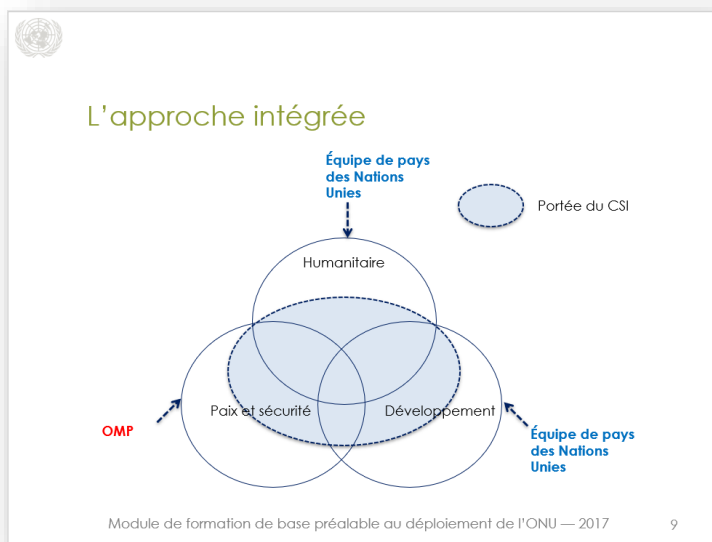 L'approche intégrée
Équipe de pays
des Nations
Unies
Portée du CSI
Humanitaire
Paix et sécurité
Développement
OMP
Équipe de pays
des Nations
Unies
Module de formation de base préalable au déploiement de l'ONU — 2017
9